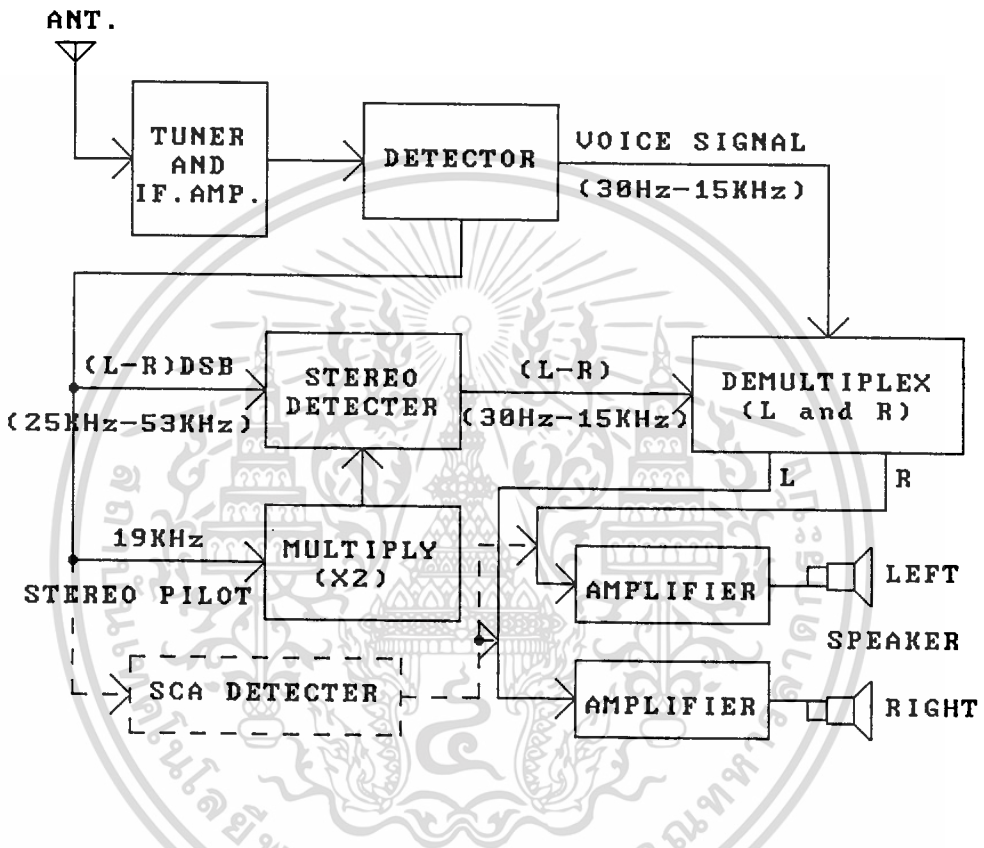 ANT.
TUNER
AND
IF.AMP.
DETECTOR
VOICE SIGNAL
(30Hz-15KHz)
(L-R)DSB
(25KHz-53KHz)
STEREO
DETECTER
(L-R)
(30Hz-15KHz)
DEMULTIPLEX
(L and R)
L
R
19KHz
STEREO PILOT
MULTIPLY
(X2)
AMPLIFIER
LEFT
SPEAKER
SCA DETECTER
AMPLIFIER
RIGHT